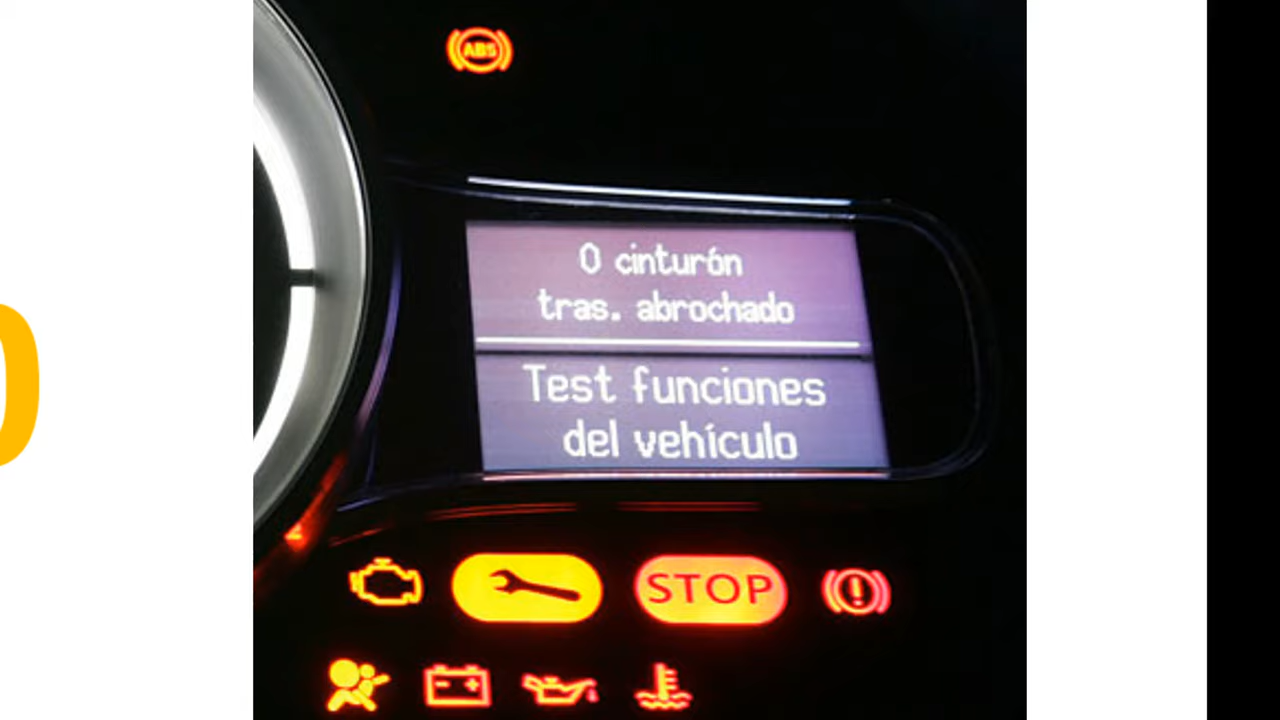 ABS
0 cinturón
tras. abrochado
Test funciones
del vehículo
STOP